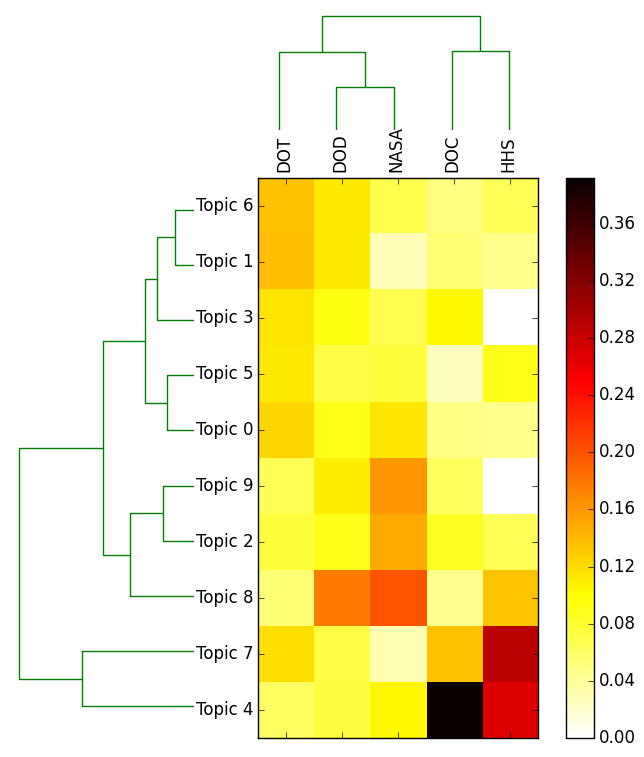 DOT
DOD
NASA
DOC
HHS
Topic 6
Topic 1
Topic 3
Topic 5
Topic 0
Topic 9
Topic 2
Topic 8
Topic 7
Topic 4
0.36
0.32
0.28
0.24
0.20
0.16
0.12
0.08
0.04
0.00